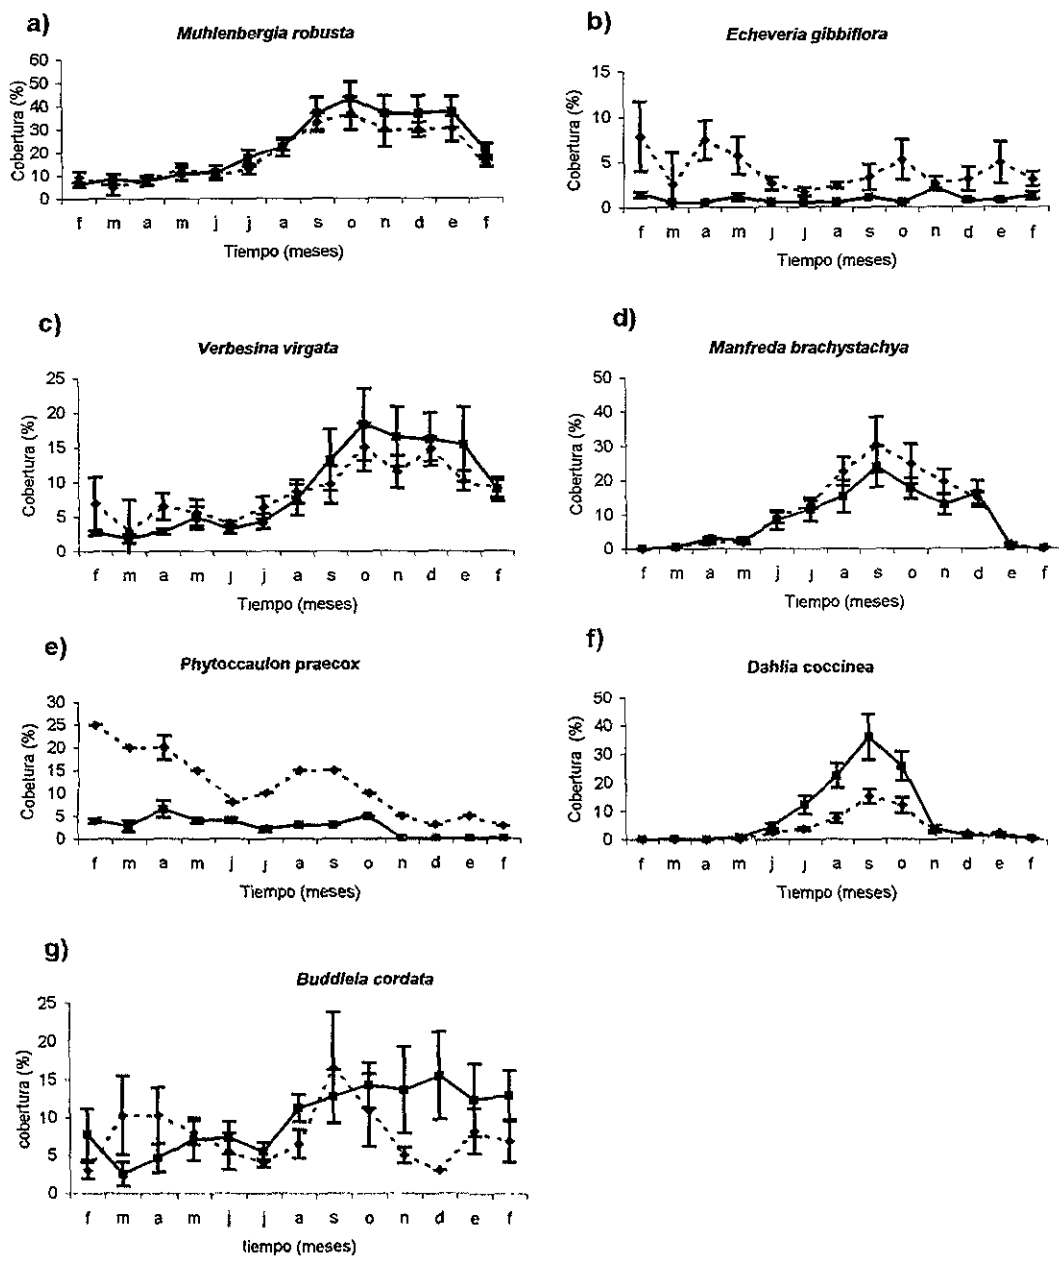 a)
Muhlenbergia robusta
Cobertura (%)
60
50
40
30
20
10
0
f m a m j j a s o n d e f
Tiempo (meses)
b)
Echeveria gibbiflora
Cobertura (%)
15
10
5
0
f m a m j j a s o n d e f
Tiempo (meses)
c)
Verbesina virgata
Cobertura (%)
25
20
15
10
5
0
f m a m j j a s o n d e f
Tiempo (meses)
d)
Manfreda brachystachya
Cobertura (%)
50
40
30
20
10
0
f m a m j j a s o n d e f
Tiempo (meses)
e)
Phytoccaulon praecox
Cobetura (%)
30
25
20
15
10
5
0
f m a m j j a s o n d e f
Tiempo (meses)
f)
Dahlia coccinea
Cobertura (%)
50
40
30
20
10
0
f m a m j j a s o n d e f
Tiempo (meses)
g)
Buddleia cordata
cobertura (%)
25
20
15
10
5
0
f m a m j j a s o n d e f
tiempo (meses)